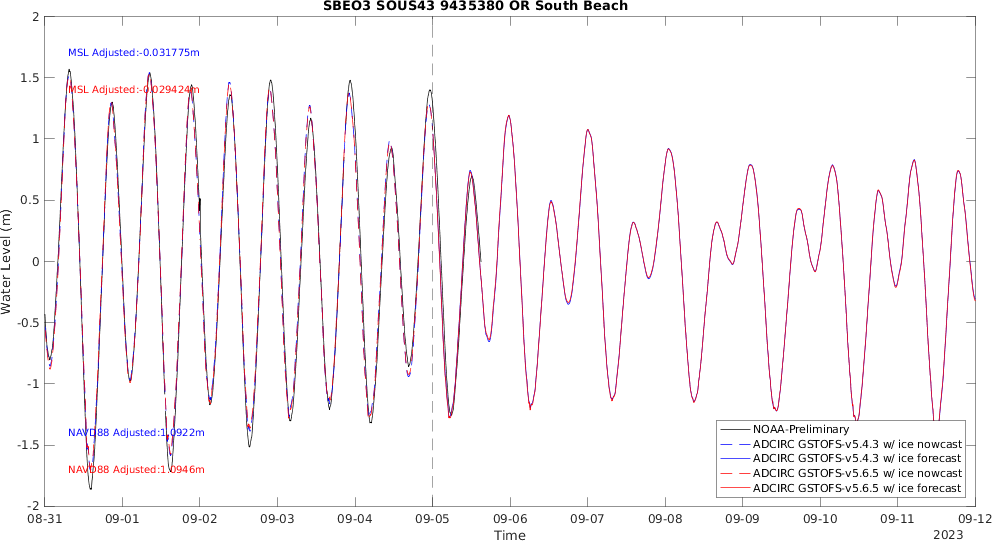 SBEO3 SOUS43 9435380 OR South Beach
2
1.5
1
0.5
0
-0.5
-1
-1.5
-2
Water Level (m)
MSL Adjusted:-0.031775m
MSL Adjusted:-0.029424m
NAVD88 Adjusted:1.0922m
NAVD88 Adjusted:1.0946m
NOAA-Preliminary
ADCIRC GSTOFS-v5.4.3 w/ ice nowcast
ADCIRC GSTOFS-v5.4.3 w/ ice forecast
ADCIRC GSTOFS-v5.6.5 w/ ice nowcast
ADCIRC GSTOFS-v5.6.5 w/ ice forecast
08-31 09-01 09-02 09-03 09-04 09-05 09-06 09-07 09-08 09-09 09-10 09-11 09-12
Time
2023